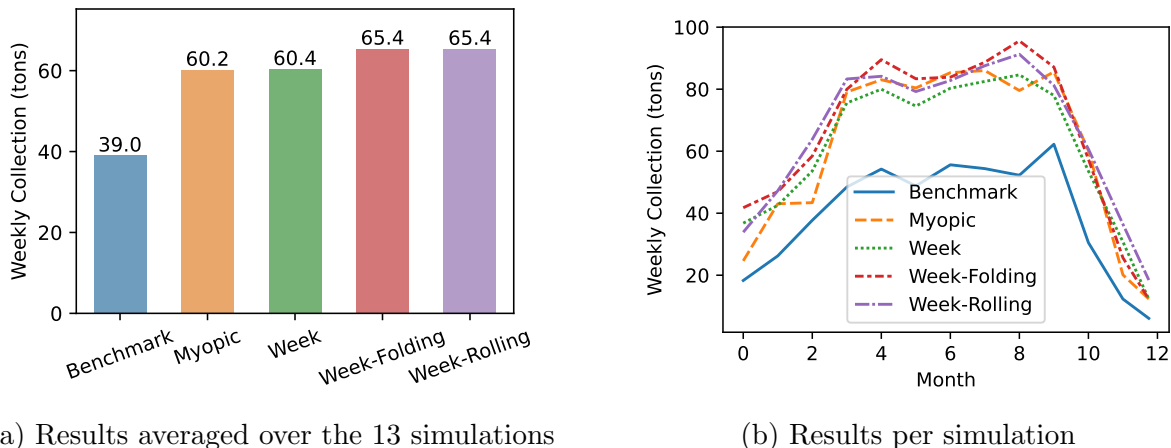 Weekly Collection (tons)
60
40
20
0
39.0
60.2
60.4
65.4
65.4
Benchmark
Myopic
Week
Week-Folding
Week-Rolling
a) Results averaged over the 13 simulations
Weekly Collection (tons)
100
80
60
40
20
Benchmark
Myopic
Week
Week-Folding
Week-Rolling
0 2 4 6 8 10 12
Month
(b) Results per simulation